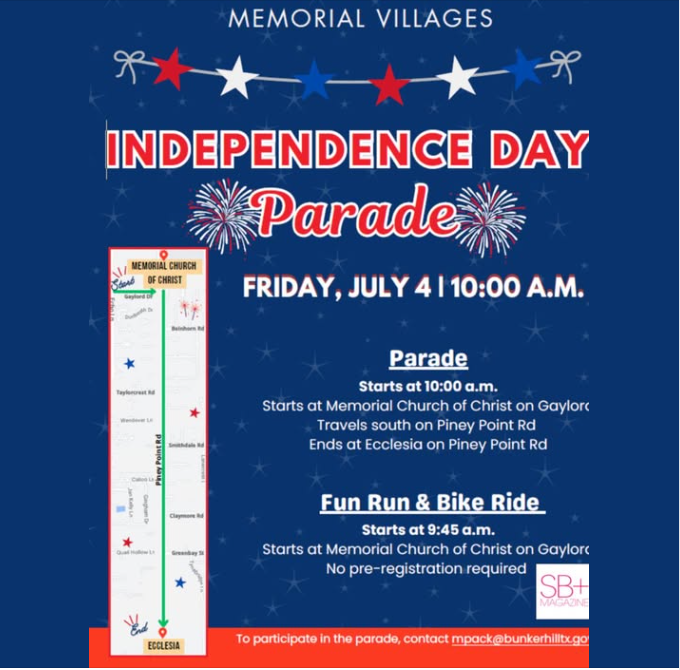 MEMORIAL VILLAGES
INDEPENDENCE DAY
Parade
FRIDAY, JULY 4 | 10:00 A.M.
Parade
Starts at 10:00 a.m.
Starts at Memorial Church of Christ on Gaylord
Travels south on Piney Point Rd
Ends at Ecclesia on Piney Point Rd
Fun Run & Bike Ride
Starts at 9:45 a.m.
Starts at Memorial Church of Christ on Gaylord
No pre-registration required
SB+
MAGAZINE
MEMORIAL CHURCH
OF CHRIST
Start
Gaylord Dr
Beinhorn Rd
Taylorcrest Rd
Smithdale Rd
Piney Point Rd
Claymore Rd
Quail Hollow Ln
Greenbay St
End
ECCLESIA
To participate in the parade, contact mpack@bunkerhilltx.gov